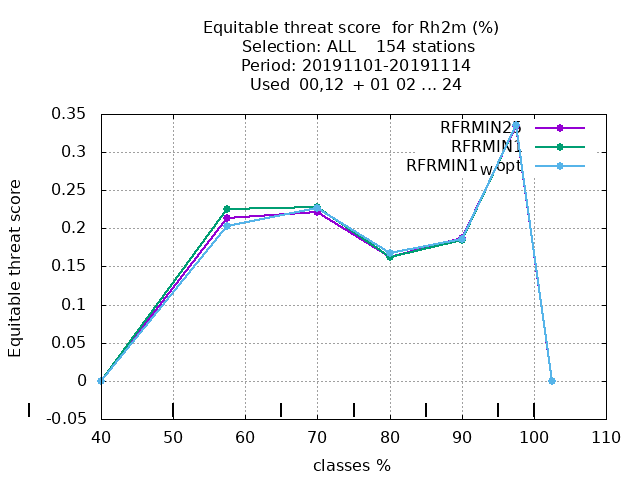 Equitable threat score for Rh2m (%)
Selection: ALL 154 stations
Period: 20191101-20191114
Used 00,12 + 01 02 ... 24
0.35
0.3
0.25
0.2
0.15
0.1
0.05
0
-0.05
Equitable threat score
RFRMIN25
RFRMIN1
RFRMIN1wopt
40 50 60 70 80 90 100 110
classes %